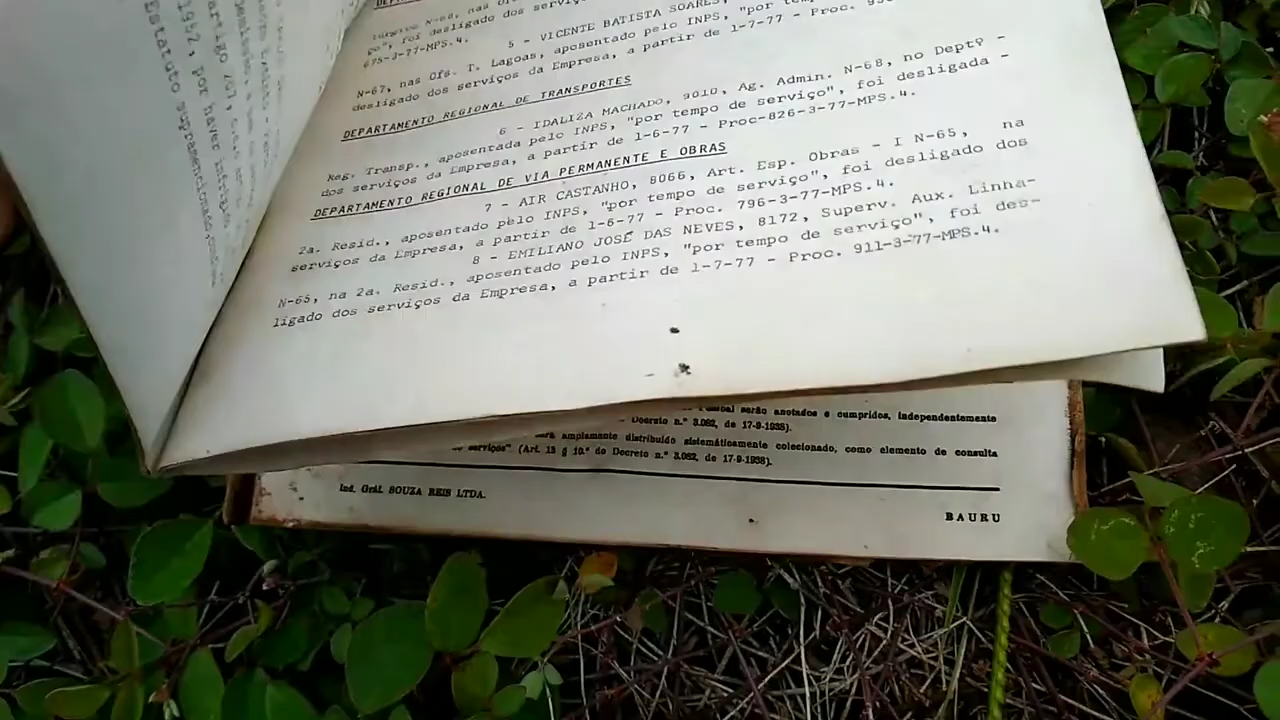 go", foi desligado dos serviços
675-3-77-MPS.4.
5 - VICENTE BATISTA SOARES,
N-67, nas Ofs. T. Lagoas, aposentado pelo INPS, "por
desligado dos serviços da Empresa, a partir de 1-7-77 - Proc.
DEPARTAMENTO REGIONAL DE TRANSPORTES
6 - IDALIZA MACHADO, 9010, Ag. Admin. N-68, no Deptº -
Reg. Transp., aposentada pelo INPS, "por tempo de serviço", foi desligada -
dos serviços da Empresa, a partir de 1-6-77 - Proc-826-3-77-MPS.4.
DEPARTAMENTO REGIONAL DE VIA PERMANENTE E OBRAS
7 - AIR CASTANHO, 8066, Art. Esp. Obras - I N-65, na
2a. Resid., aposentado pelo INPS, "por tempo de serviço", foi desligado dos
serviços da Empresa, a partir de 1-6-77 - Proc. 796-3-77-MPS.4.
8 - EMILIANO JOSÉ DAS NEVES, 8172, Superv. Aux. Linha-
N-65, na 2a. Resid., aposentado pelo INPS, "por tempo de serviço", foi des-
ligado dos serviços da Empresa, a partir de 1-7-77 - Proc. 911-3-77-MPS.4.
serão anotados e cumpridos, independentemente
Decreto n.º 3.062, de 17-9-1938).
amplamente distribuído sistemáticamente colecionado, como elemento de consulta
serviços" (Art. 13 § 10.º do Decreto n.º 3.062, de 17-9-1938).
Ind. Gráf. SOUZA REIS LTDA.
BAURU